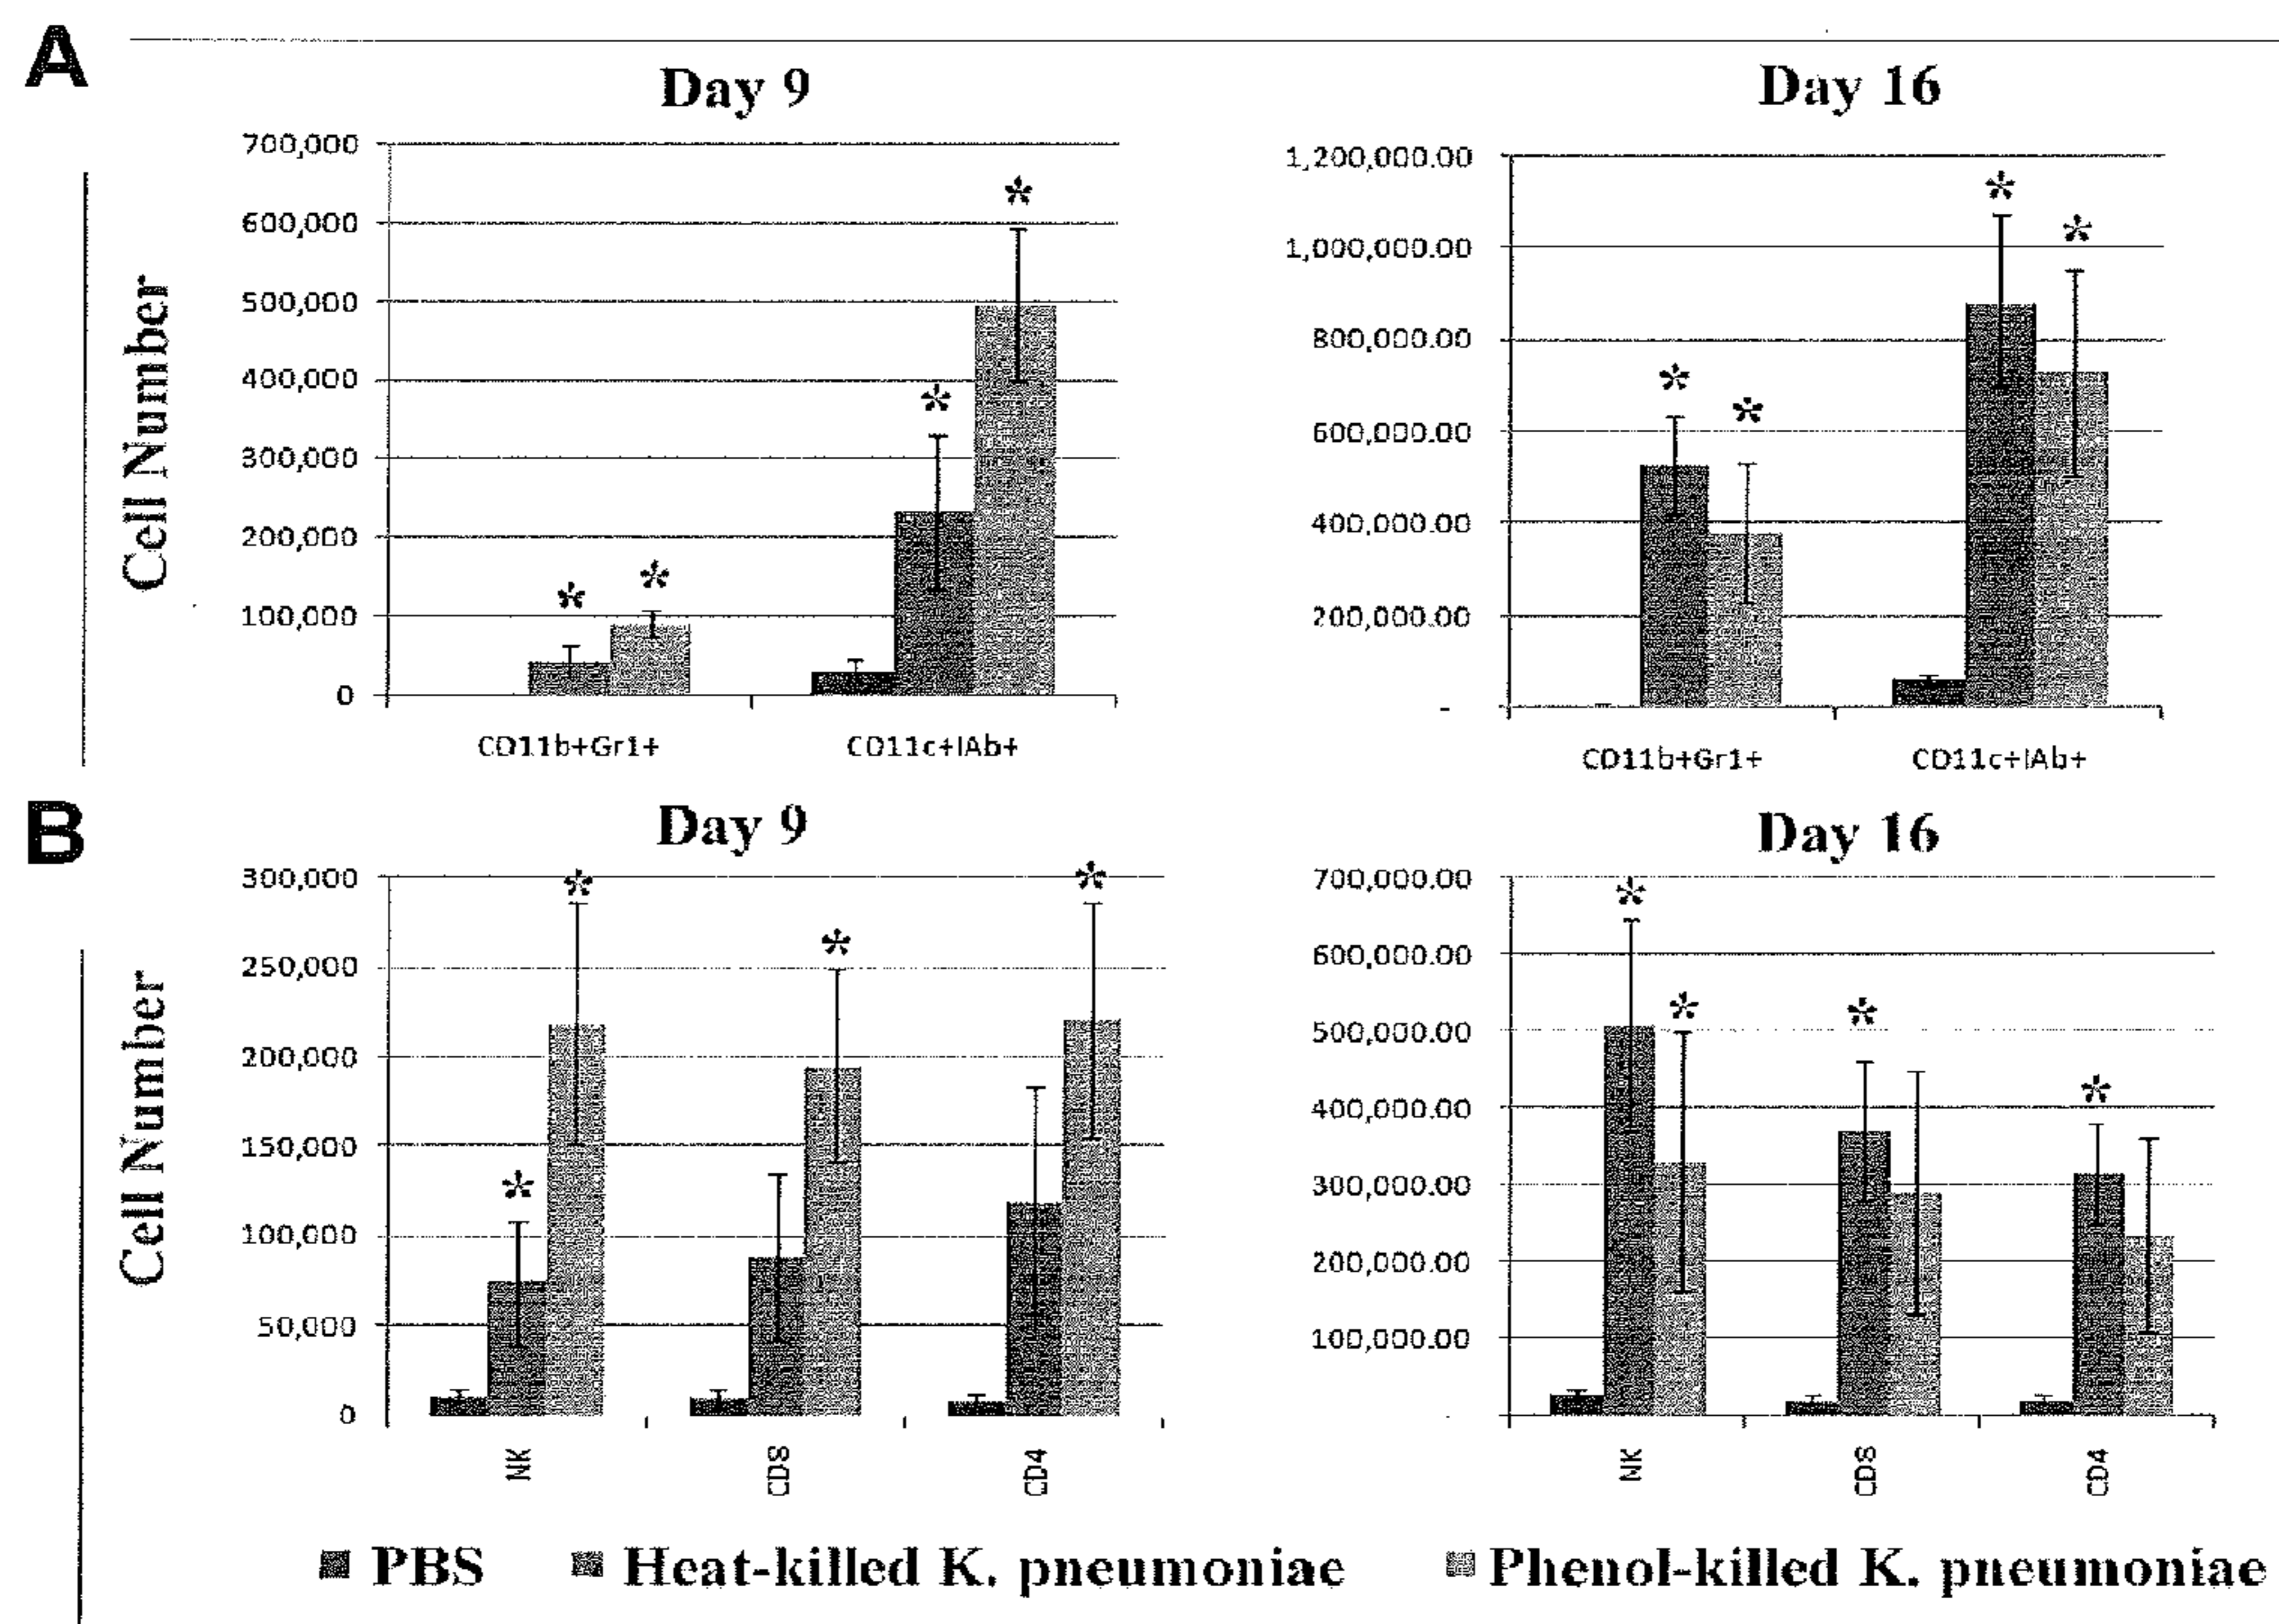 A
Day 9
Day 16
Cell Number
700,000
600,000
500,000
400,000
300,000
200,000
100,000
0
*
*
*
*
CD11b+Gr1+
CD11c+IAb+
1,200,000.00
1,000,000.00
800,000.00
600,000.00
400,000.00
200,000.00
-
*
*
*
*
CD11b+Gr1+
CD11c+IAb+
B
Day 9
Day 16
Cell Number
300,000
250,000
200,000
150,000
100,000
50,000
0
*
*
*
*
NK
CD8
CD4
700,000.00
600,000.00
500,000.00
400,000.00
300,000.00
200,000.00
100,000.00
-
*
*
*
*
NK
CD8
CD4
PBS
Heat-killed K. pneumoniae
Phenol-killed K. pneumoniae